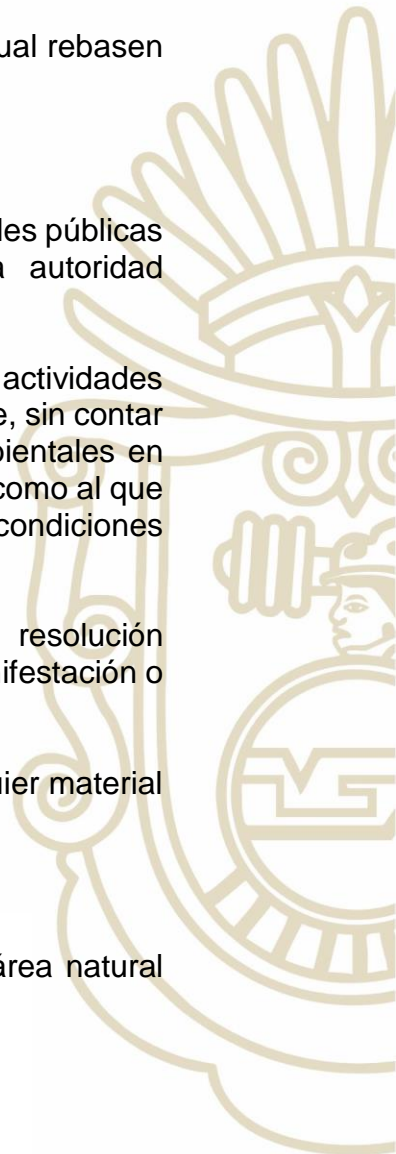 ual rebasen
les públicas
a autoridad
actividades
e, sin contar
bientales en
como al que
condiciones
resolución
ifestación o
uier material
área natural